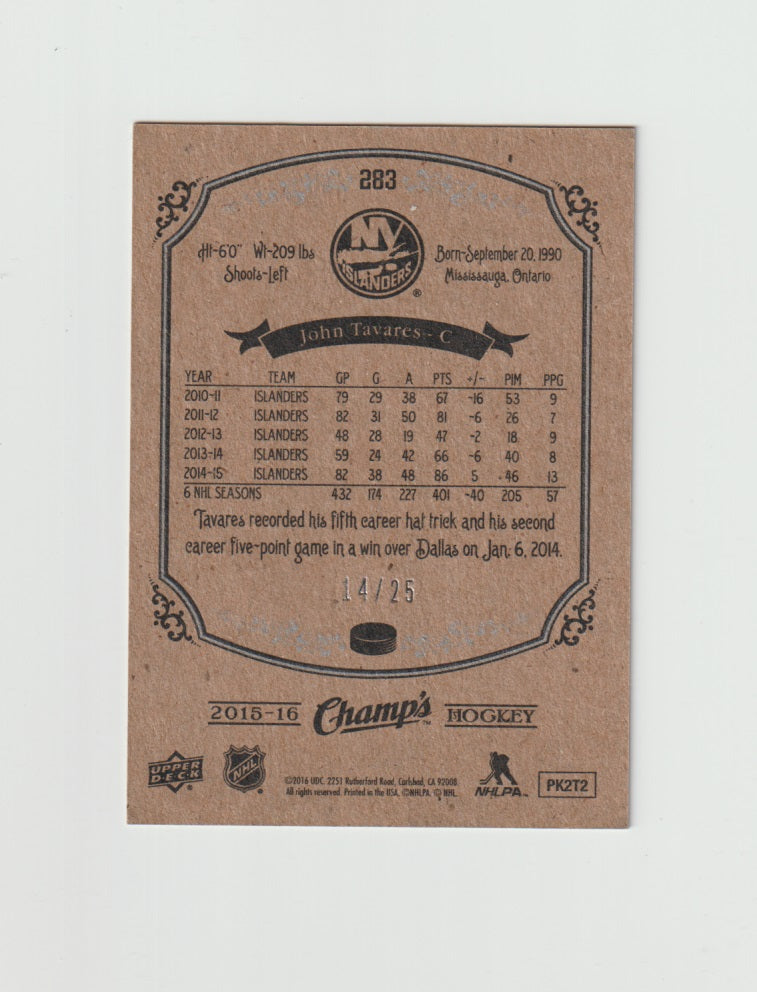 283
Ht-6'0" Wt-209 lbs
Shoots-Left
NY
ISLANDERS
®
Born-September 20, 1990
Mississauga, Ontario
John Tavares - C
YEAR TEAM GP G A PTS +/- PIM PPG
2010-11 ISLANDERS 79 29 38 67 -16 53 9
2011-12 ISLANDERS 82 31 50 81 -6 26 7
2012-13 ISLANDERS 48 28 19 47 -2 18 9
2013-14 ISLANDERS 59 24 42 66 -6 40 8
2014-15 ISLANDERS 82 38 48 86 5 46 13
6 NHL SEASONS 432 174 227 401 -40 205 57
Tavares recorded his fifth career hat trick and his second
career five-point game in a win over Dallas on Jan. 6, 2014.
14/25
2015-16 Champ's™ HOCKEY
UPPER
DECK®
NHL®
©2016 UDC. 2251 Rutherford Road, Carlsbad, CA 92008.
All rights reserved. Printed in the USA. ©NHLPA. © NHL.
NHLPA™
PK2T2